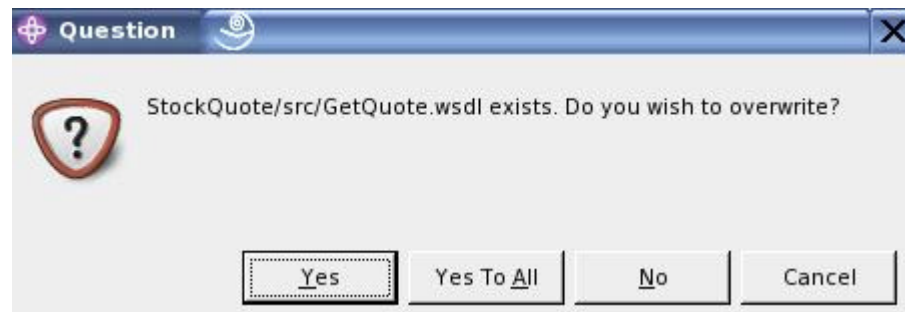 Question
StockQuote/src/GetQuote.wsdl exists. Do you wish to overwrite?
Yes Yes To All No Cancel